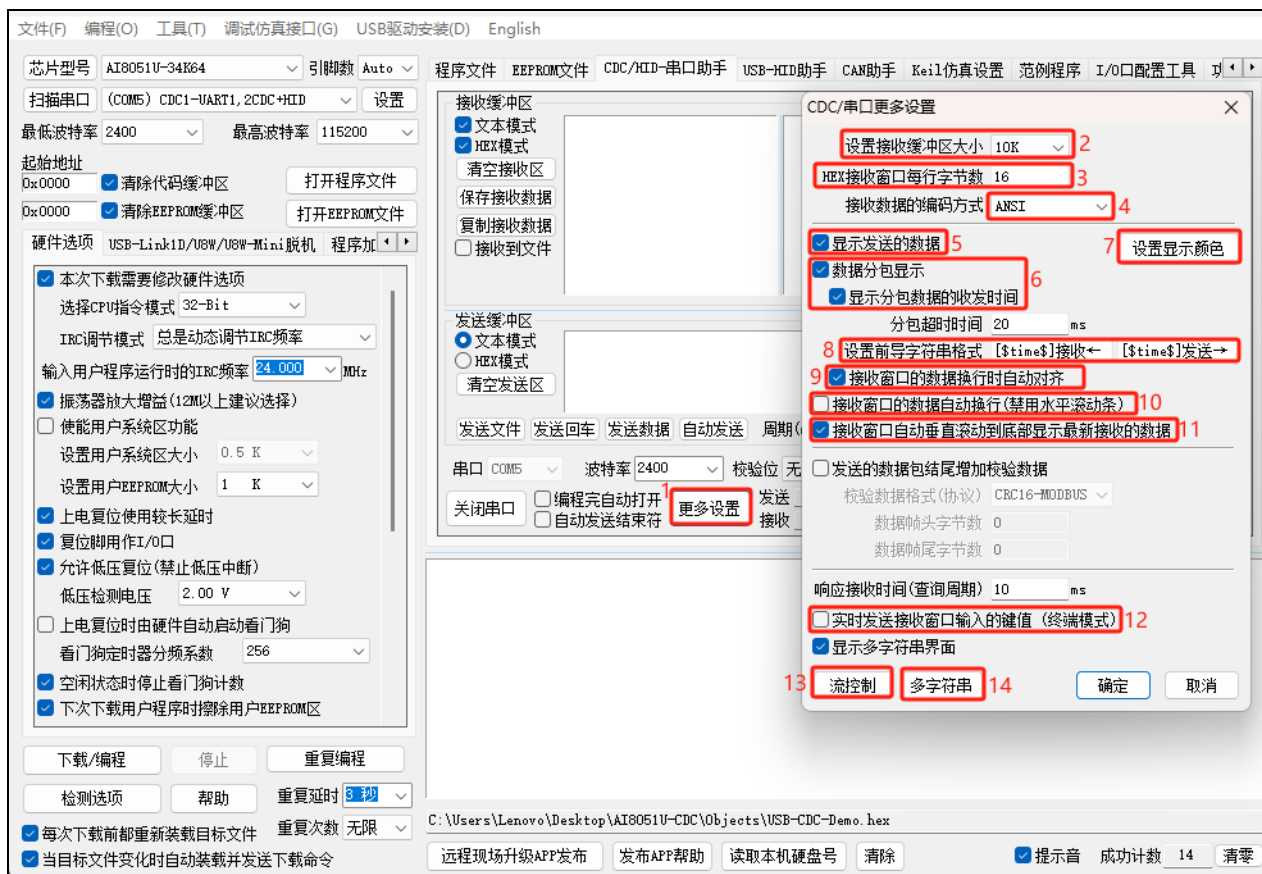 文件(F) 编程(O) 工具(T) 调试仿真接口(G) USB驱动安装(D) English
芯片型号 AI8051U-34K64 引脚数 Auto
扫描串口 (COM5) CDC1-UART1,2CDC+HID 设置
最低波特率 2400 最高波特率 115200
起始地址
0x0000 清除代码缓冲区 打开程序文件
0x0000 清除EEPROM缓冲区 打开EEPROM文件
硬件选项 USB-Link1D/U8W/U8W-Mini脱机 程序加
本次下载需要修改硬件选项
选择CPU指令模式 32-Bit
IRC调节模式 总是动态调节IRC频率
输入用户程序运行时的IRC频率 24.000 MHz
振荡器放大增益(12M以上建议选择)
使能用户系统区功能
设置用户系统区大小 0.5 K
设置用户EEPROM大小 1 K
上电复位使用较长延时
复位脚用作I/O口
允许低压复位(禁止低压中断)
低压检测电压 2.00 V
上电复位时由硬件自动启动看门狗
看门狗定时器分频系数 256
空闲状态时停止看门狗计数
下次下载用户程序时擦除用户EEPROM区
下载/编程 停止 重复编程
检测选项 帮助 重复延时 3 秒
每次下载前都重新装载目标文件 重复次数 无限
当目标文件变化时自动装载并发送下载命令
程序文件 EEPROM文件 CDC/HID-串口助手 USB-HID助手 CAN助手 Keil仿真设置 范例程序 I/O口配置工具
接收缓冲区
文本模式
HEX模式
清空接收区
保存接收数据
复制接收数据
接收到文件
发送缓冲区
文本模式
HEX模式
清空发送区
发送文件 发送回车 发送数据 自动发送 周期(
串口 COM5 波特率 2400 校验位 无
关闭串口 编程完自动打开 1 更多设置 发送
自动发送结束符 接收
CDC/串口更多设置
设置接收缓冲区大小 10K 2
HEX接收窗口每行字节数 16 3
接收数据的编码方式 ANSI 4
显示发送的数据 5 7 设置显示颜色
数据分包显示 6
显示分包数据的收发时间
分包超时时间 20 ms
8 设置前导字符串格式 [$time$]接收← [$time$]发送→
9 接收窗口的数据换行时自动对齐
接收窗口的数据自动换行(禁用水平滚动条) 10
接收窗口自动垂直滚动到底部显示最新接收的数据 11
发送的数据包结尾增加校验数据
校验数据格式(协议) CRC16-MODBUS
数据帧头字节数 0
数据帧尾字节数 0
响应接收时间(查询周期) 10 ms
实时发送接收窗口输入的键值 (终端模式) 12
显示多字符串界面
13 流控制 多字符串 14 确定 取消
C:\Users\Lenovo\Desktop\AI8051U-CDC\Objects\USB-CDC-Demo.hex
远程现场升级APP发布 发布APP帮助 读取本机硬盘号 清除 提示音 成功计数 14 清零